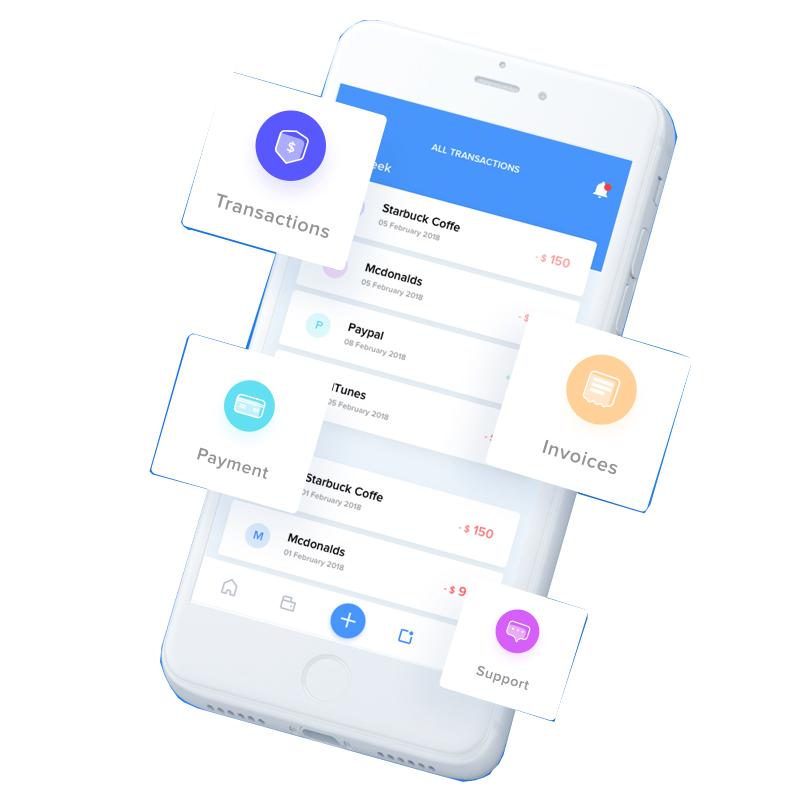 ALL TRANSACTIONS
eek
$
Transactions
Starbuck Coffe
05 February 2018
- $ 150
Mcdonalds
05 February 2018
- $
P
Paypal
08 February 2018
iTunes
05 February 2018
- $
Invoices
Payment
Starbuck Coffe
01 February 2018
- $ 150
M
Mcdonalds
01 February 2018
- $ 9
Support